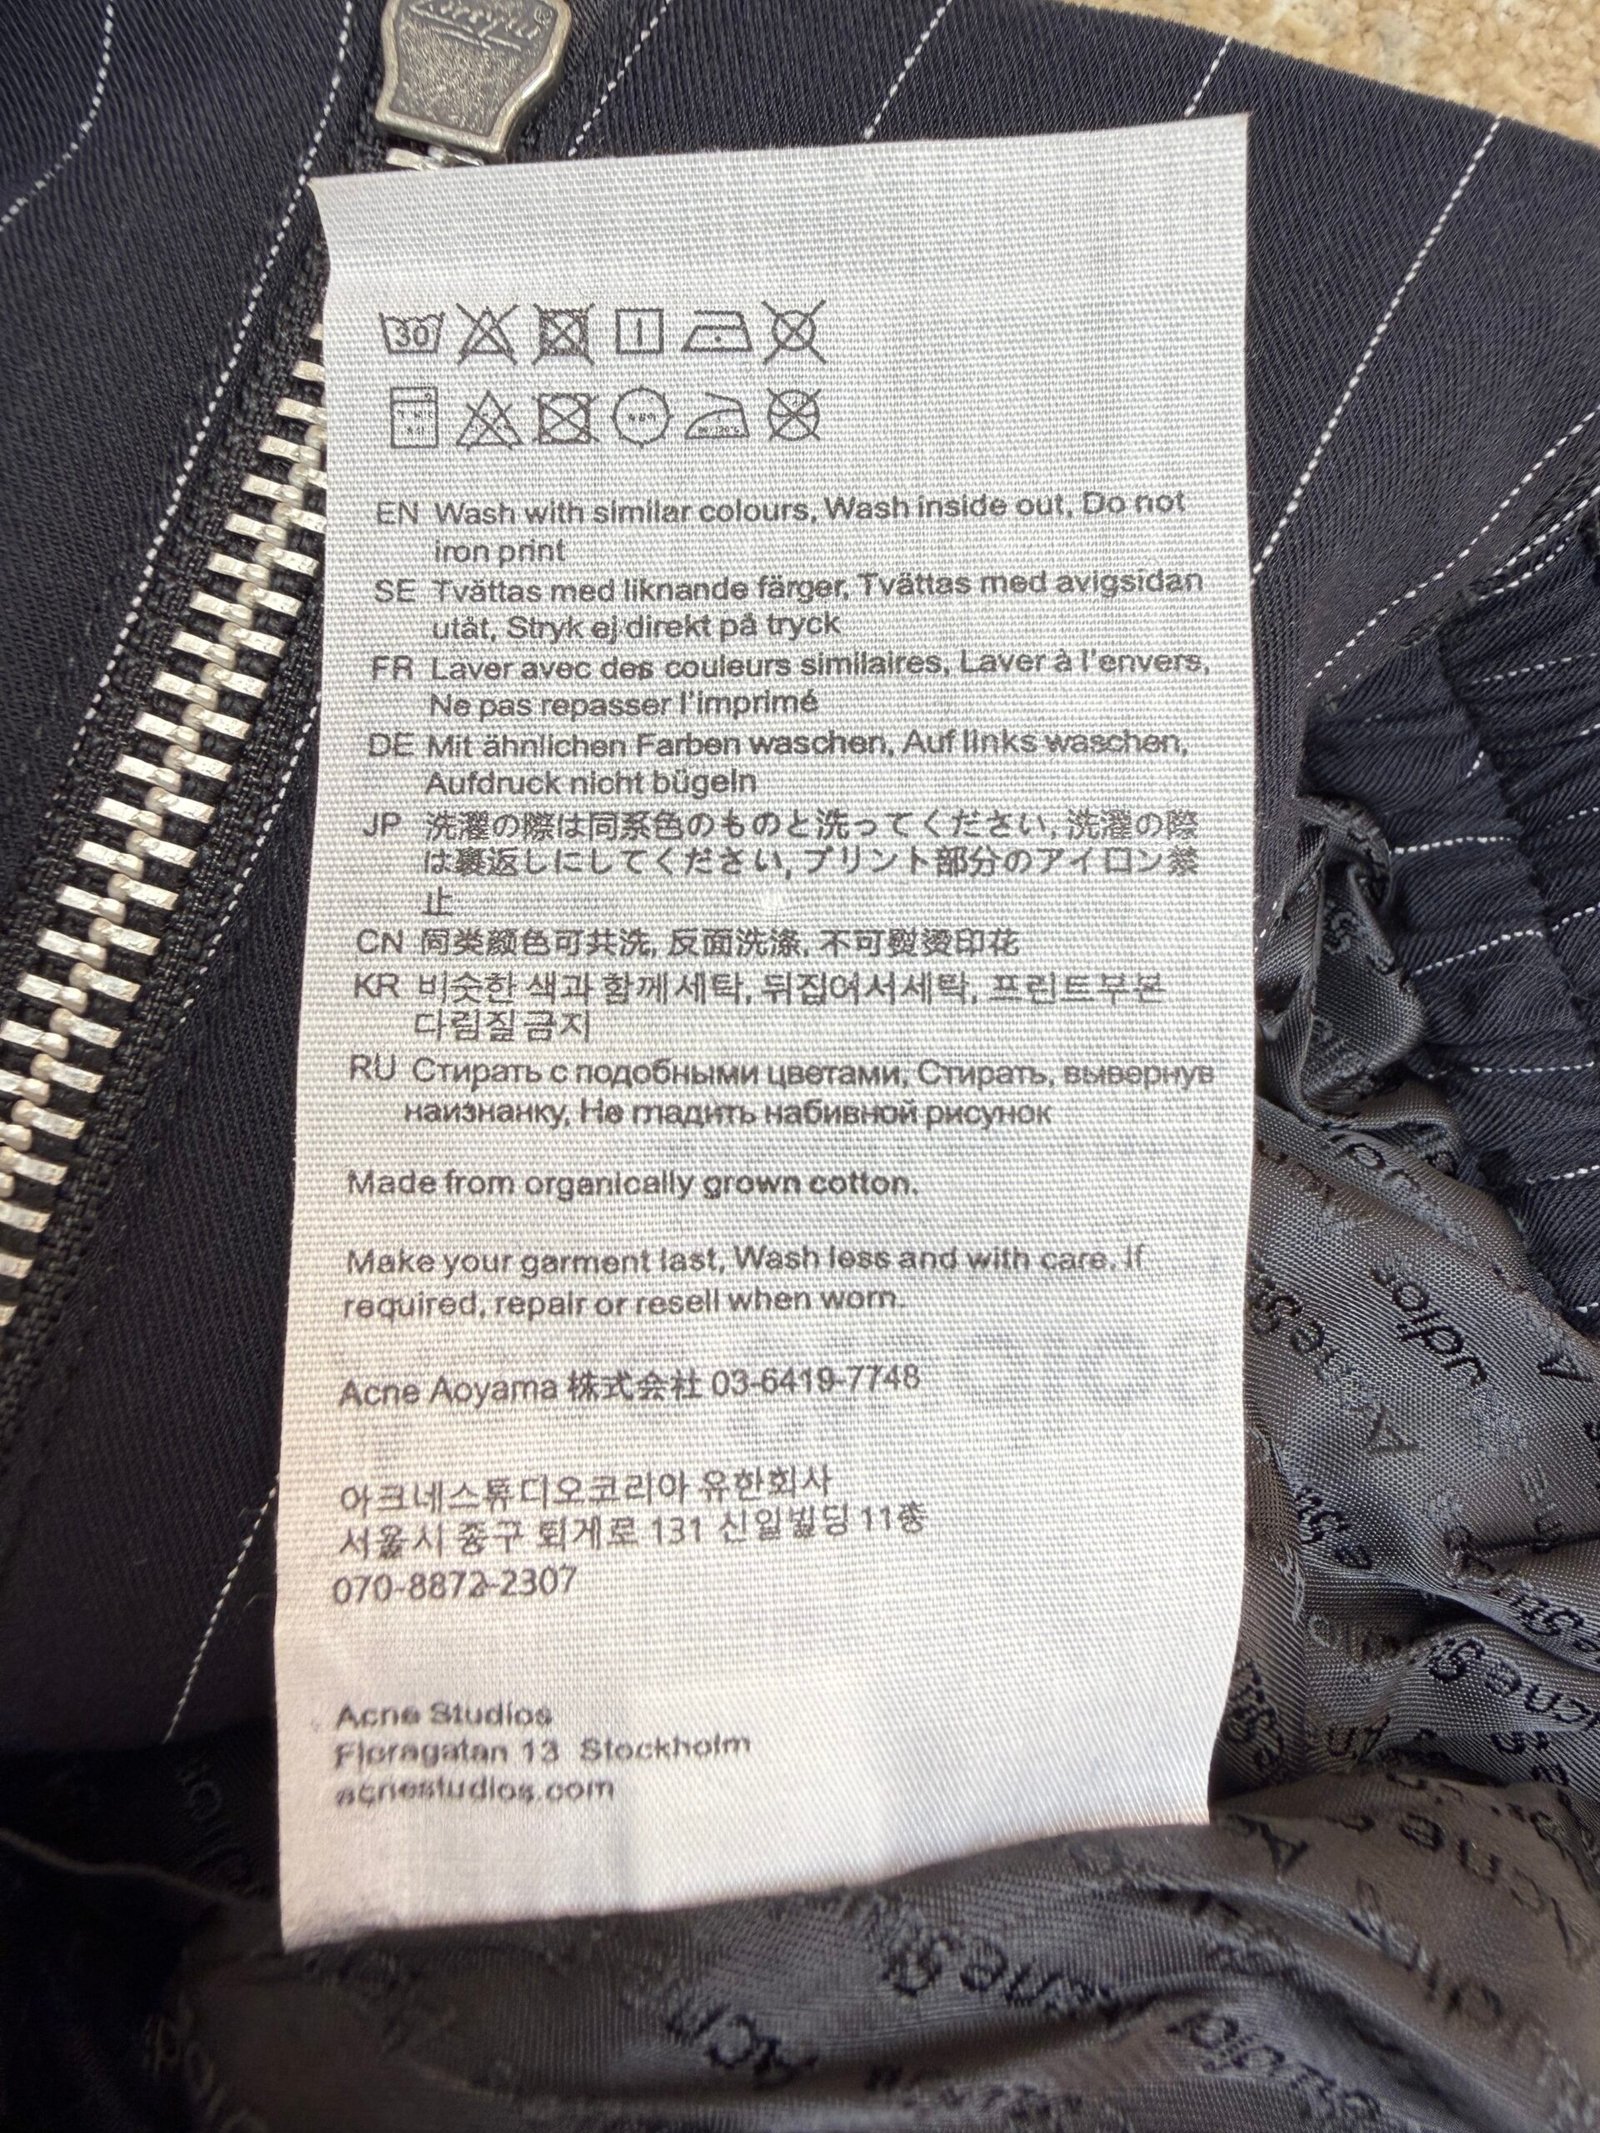 30
EN Wash with similar colours, Wash inside out, Do not
iron print
SE Tvättas med liknande färger, Tvättas med avigsidan
utåt, Stryk ej direkt på tryck
FR Laver avec des couleurs similaires, Laver à l'envers,
Ne pas repasser l'imprimé
DE Mit ähnlichen Farben waschen, Auf links waschen,
Aufdruck nicht bügeln
JP 洗濯の際は同系色のものと洗ってください, 洗濯の際
は裏返しにしてください, プリント部分のアイロン禁
止
CN 同类颜色可共洗, 反面洗涤, 不可熨烫印花
KR 비슷한 색과 함께 세탁, 뒤집어서 세탁, 프린트 부분
다림질 금지
RU Стирать с подобными цветами, Стирать, вывернув
наизнанку, Не гладить набивной рисунок
Made from organically grown cotton.
Make your garment last, Wash less and with care. If
required, repair or resell when worn.
Acne Aoyama 株式会社 03-6419-7748
아크네스튜디오코리아 유한회사
서울시 중구 퇴계로 131 신일빌딩 11층
070-8872-2307
Acne Studios
Floragatan 13 Stockholm
acnestudios.com